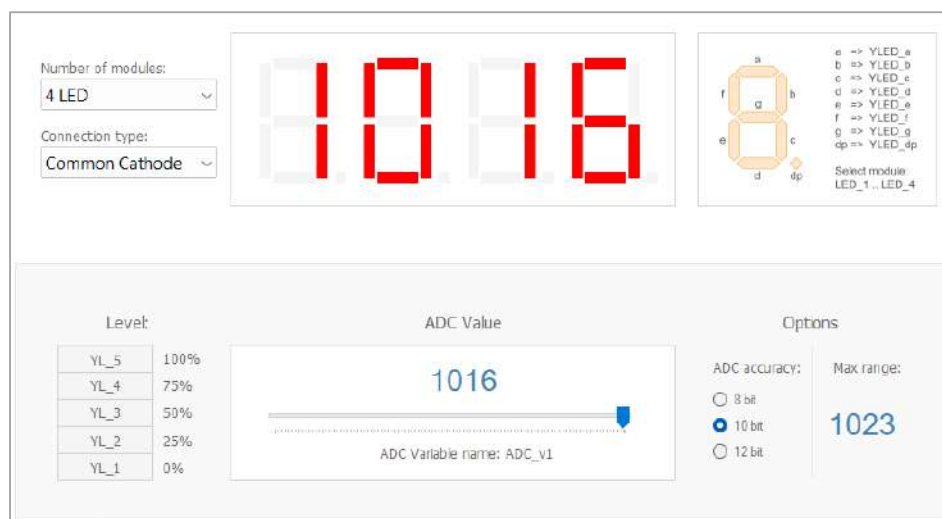 Number of modules:
4 LED
Connection type:
Common Cathode
1016
a
f
b
g
e
c
d
dp
a => YLED_a
b => YLED_b
c => YLED_c
d => YLED_d
e => YLED_e
f => YLED_f
g => YLED_g
dp => YLED_dp
Select module
LED_1 .. LED_4
Level:
YL_5 100%
YL_4 75%
YL_3 50%
YL_2 25%
YL_1 0%
ADC Value
1016
ADC Variable name: ADC_v1
Options
ADC accuracy:
8 bit
10 bit
12 bit
Max range:
1023